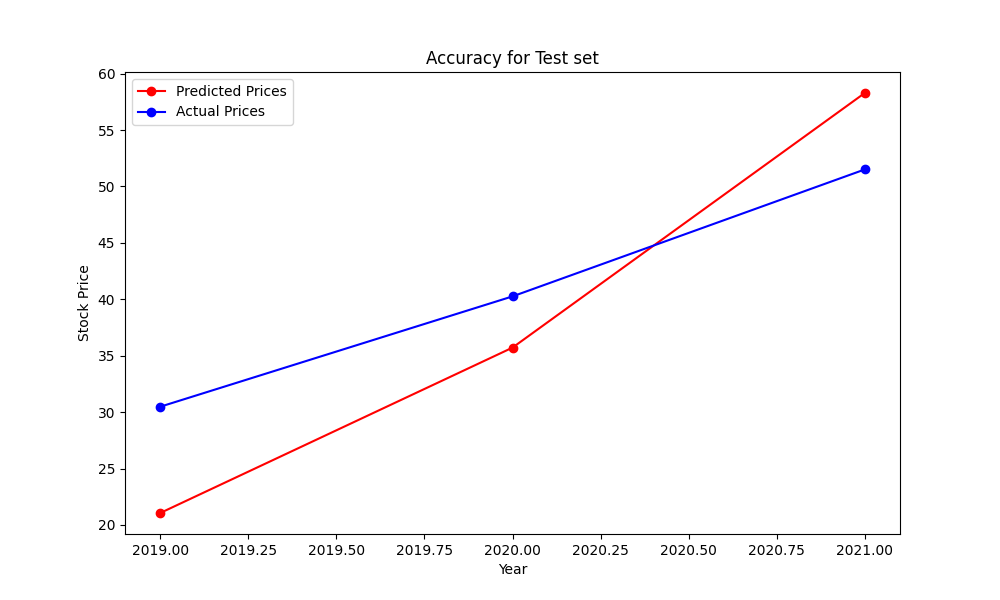 Accuracy for Test set
Predicted Prices
Actual Prices
60
55
50
45
40
35
30
25
20
Stock Price
2019.00 2019.25 2019.50 2019.75 2020.00 2020.25 2020.50 2020.75 2021.00
Year